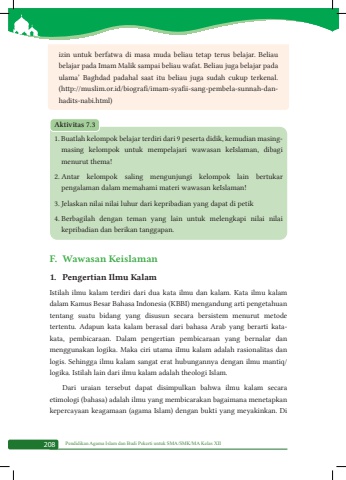 izin untuk berfatwa di masa muda beliau tetap terus belajar. Beliau
belajar pada Imam Malik sampai beliau wafat. Beliau juga belajar pada
ulama' Baghdad padahal saat itu beliau juga sudah cukup terkenal.
(http://muslim.or.id/biografi/imam-syafii-sang-pembela-sunnah-dan-
hadits-nabi.html)
Aktivitas 7.3
1. Buatlah kelompok belajar terdiri dari 9 peserta didik, kemudian masing-
masing kelompok untuk mempelajari wawasan keIslaman, dibagi
menurut thema!
2. Antar kelompok saling mengunjungi kelompok lain bertukar
pengalaman dalam memahami materi wawasan keIslaman!
3. Jelaskan nilai nilai luhur dari kepribadian yang dapat di petik
4. Berbagilah dengan teman yang lain untuk melengkapi nilai nilai
kepribadian dan berikan tanggapan.
F. Wawasan Keislaman
1. Pengertian Ilmu Kalam
Istilah ilmu kalam terdiri dari dua kata ilmu dan kalam. Kata ilmu kalam
dalam Kamus Besar Bahasa Indonesia (KBBI) mengandung arti pengetahuan
tentang suatu bidang yang disusun secara bersistem menurut metode
tertentu. Adapun kata kalam berasal dari bahasa Arab yang berarti kata-
kata, pembicaraan. Dalam pengertian pembicaraan yang bernalar dan
menggunakan logika. Maka ciri utama ilmu kalam adalah rasionalitas dan
logis. Sehingga ilmu kalam sangat erat hubungannya dengan ilmu mantiq/
logika. Istilah lain dari ilmu kalam adalah theologi Islam.
Dari uraian tersebut dapat disimpulkan bahwa ilmu kalam secara
etimologi (bahasa) adalah ilmu yang membicarakan bagaimana menetapkan
kepercayaan keagamaan (agama Islam) dengan bukti yang meyakinkan. Di
208 Pendidikan Agama Islam dan Budi Pekerti untuk SMA/SMK/MA Kelas XII